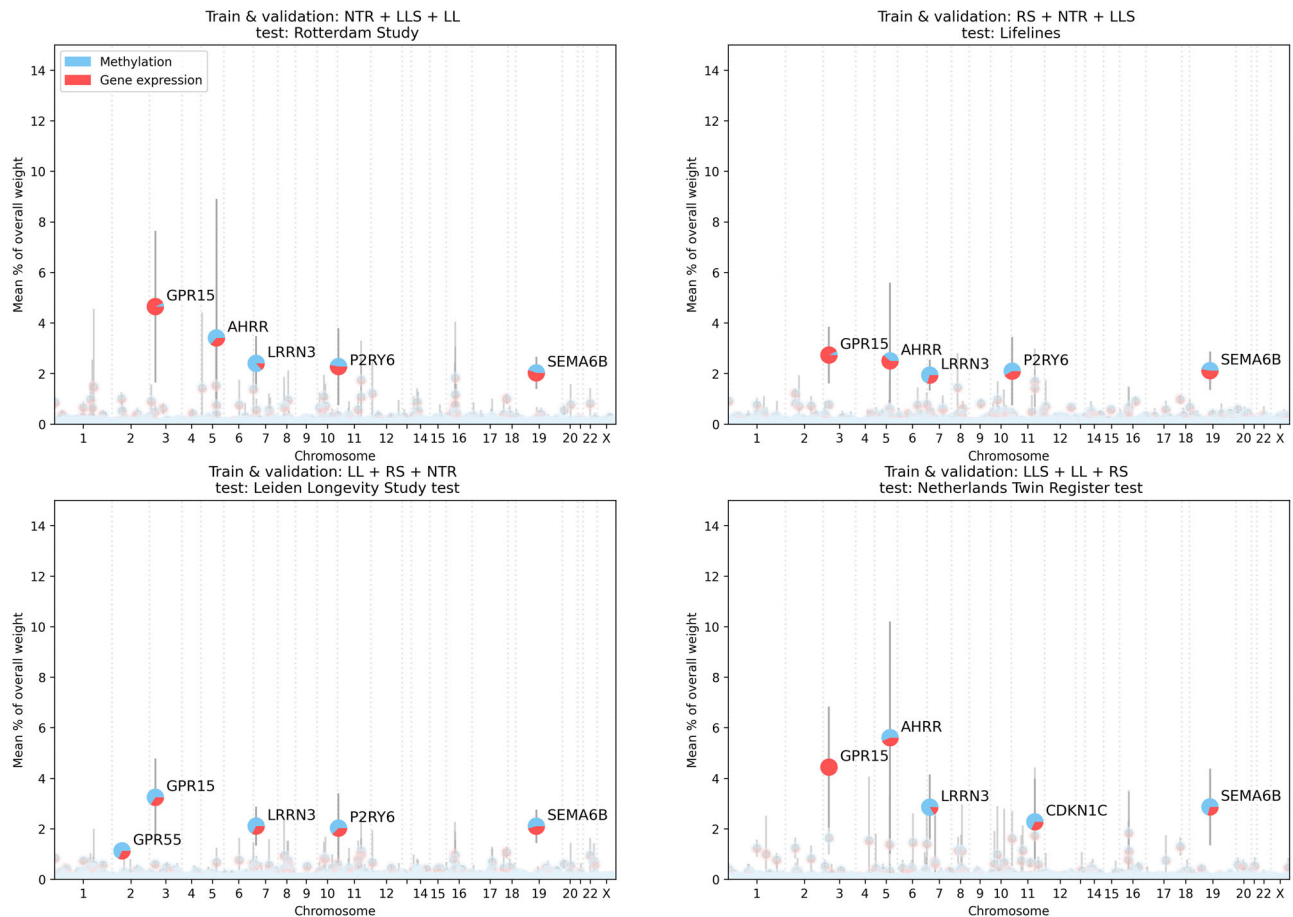 Train & validation: NTR + LLS + LL
test: Rotterdam Study
Methylation
Gene expression
Mean % of overall weight
14
12
10
8
6
4
2
0
GPR15
AHRR
LRRN3
P2RY6
SEMA6B
1 2 3 4 5 6 7 8 9 10 11 12 14 15 16 18 19 20 22 X
Chromosome
Train & validation: RS + NTR + LLS
test: Lifelines
Mean % of overall weight
14
12
10
8
6
4
2
0
GPR15
AHRR
LRRN3
P2RY6
SEMA6B
1 2 3 4 5 6 7 8 9 10 11 12 14 15 16 18 19 20 22 X
Chromosome
Train & validation: LL + RS + NTR
test: Leiden Longevity Study test
Mean % of overall weight
14
12
10
8
6
4
2
0
GPR15
GPR55
LRRN3
P2RY6
SEMA6B
1 2 3 4 5 6 7 8 9 10 11 12 14 15 16 18 19 20 22 X
Chromosome
Train & validation: LLS + LL + RS
test: Netherlands Twin Register test
Mean % of overall weight
14
12
10
8
6
4
2
0
AHRR
GPR15
LRRN3
CDKN1C
SEMA6B
1 2 3 4 5 6 7 8 9 10 11 12 14 15 16 18 19 20 22 X
Chromosome